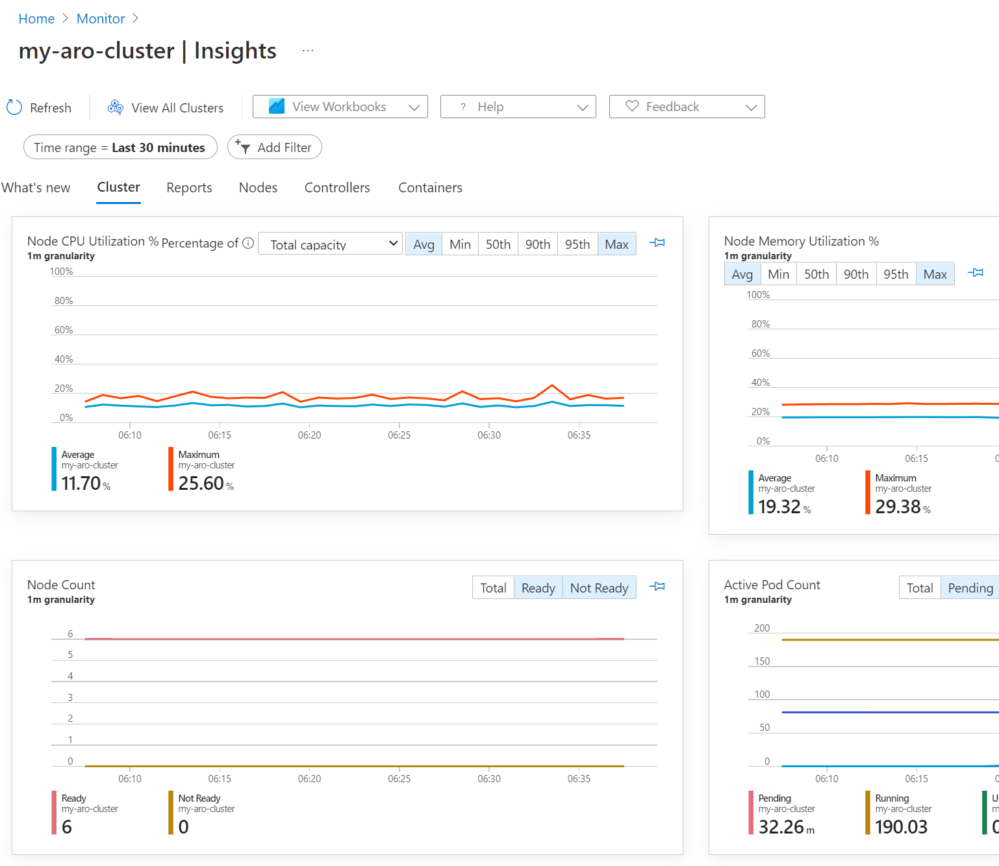 Home > Monitor >
my-aro-cluster | Insights ...
Refresh View All Clusters View Workbooks ? Help Feedback
Time range = Last 30 minutes Add Filter
What's new Cluster Reports Nodes Controllers Containers
Node CPU Utilization % Percentage of Total capacity Avg Min 50th 90th 95th Max
1m granularity
100%
80%
60%
40%
20%
0%
06:10 06:15 06:20 06:25 06:30 06:35
Average Maximum
my-aro-cluster my-aro-cluster
11.70 % 25.60 %
Node Memory Utilization %
1m granularity
Avg Min 50th 90th 95th Max
100%
80%
60%
40%
20%
0%
06:10 06:15
Average Maximum
my-aro-cluster my-aro-cluster
19.32 % 29.38 %
Node Count Total Ready Not Ready
1m granularity
6
5
4
3
2
1
0
06:10 06:15 06:20 06:25 06:30 06:35
Ready Not Ready
my-aro-cluster my-aro-cluster
6 0
Active Pod Count Total Pending
1m granularity
200
150
100
50
0
06:10 06:15
Pending Running
my-aro-cluster my-aro-cluster
32.26 m 190.03